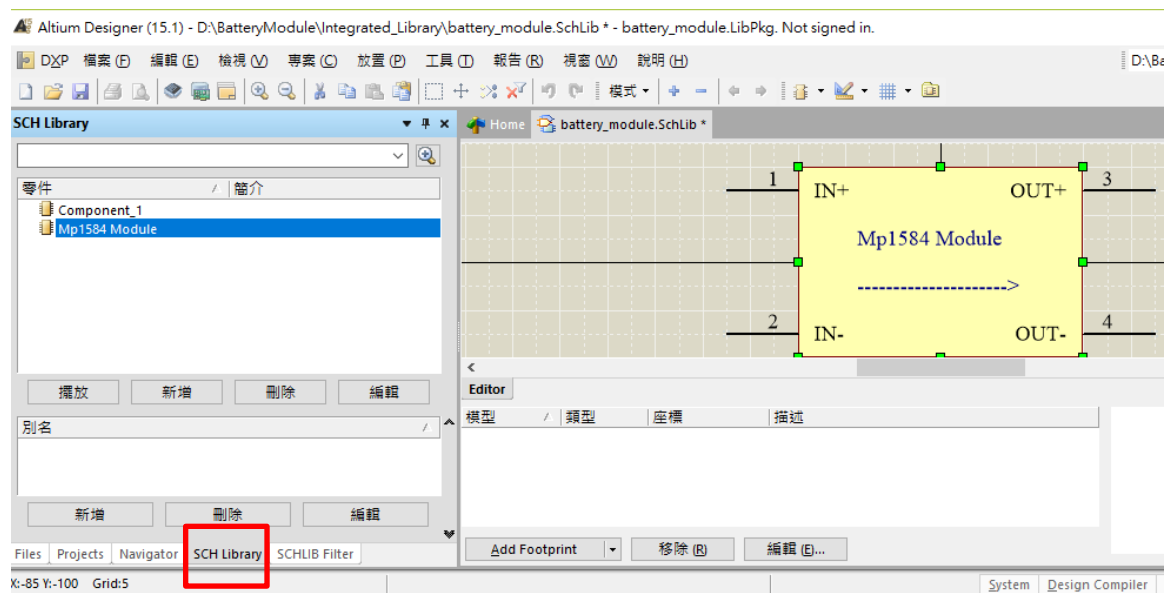 Altium Designer (15.1) - D:\BatteryModule\Integrated_Library\battery_module.SchLib * - battery_module.LibPkg. Not signed in.
DXP 檔案 (F) 編輯 (E) 檢視 (V) 專案 (C) 放置 (P) 工具 (T) 報告 (R) 視窗 (W) 說明 (H) D:\Ba
模式
SCH Library
Home battery_module.SchLib *
零件 簡介
Component_1
Mp1584 Module
擺放 新增 刪除 編輯
別名
新增 刪除 編輯
Files Projects Navigator SCH Library SCHLIB Filter
1 IN+ OUT+ 3
Mp1584 Module
--------------------->
2 IN- OUT- 4
Editor
模型 類型 座標 描述
Add Footprint 移除 (R) 編輯 (E)...
X:-85 Y:-100 Grid:5 System Design Compiler